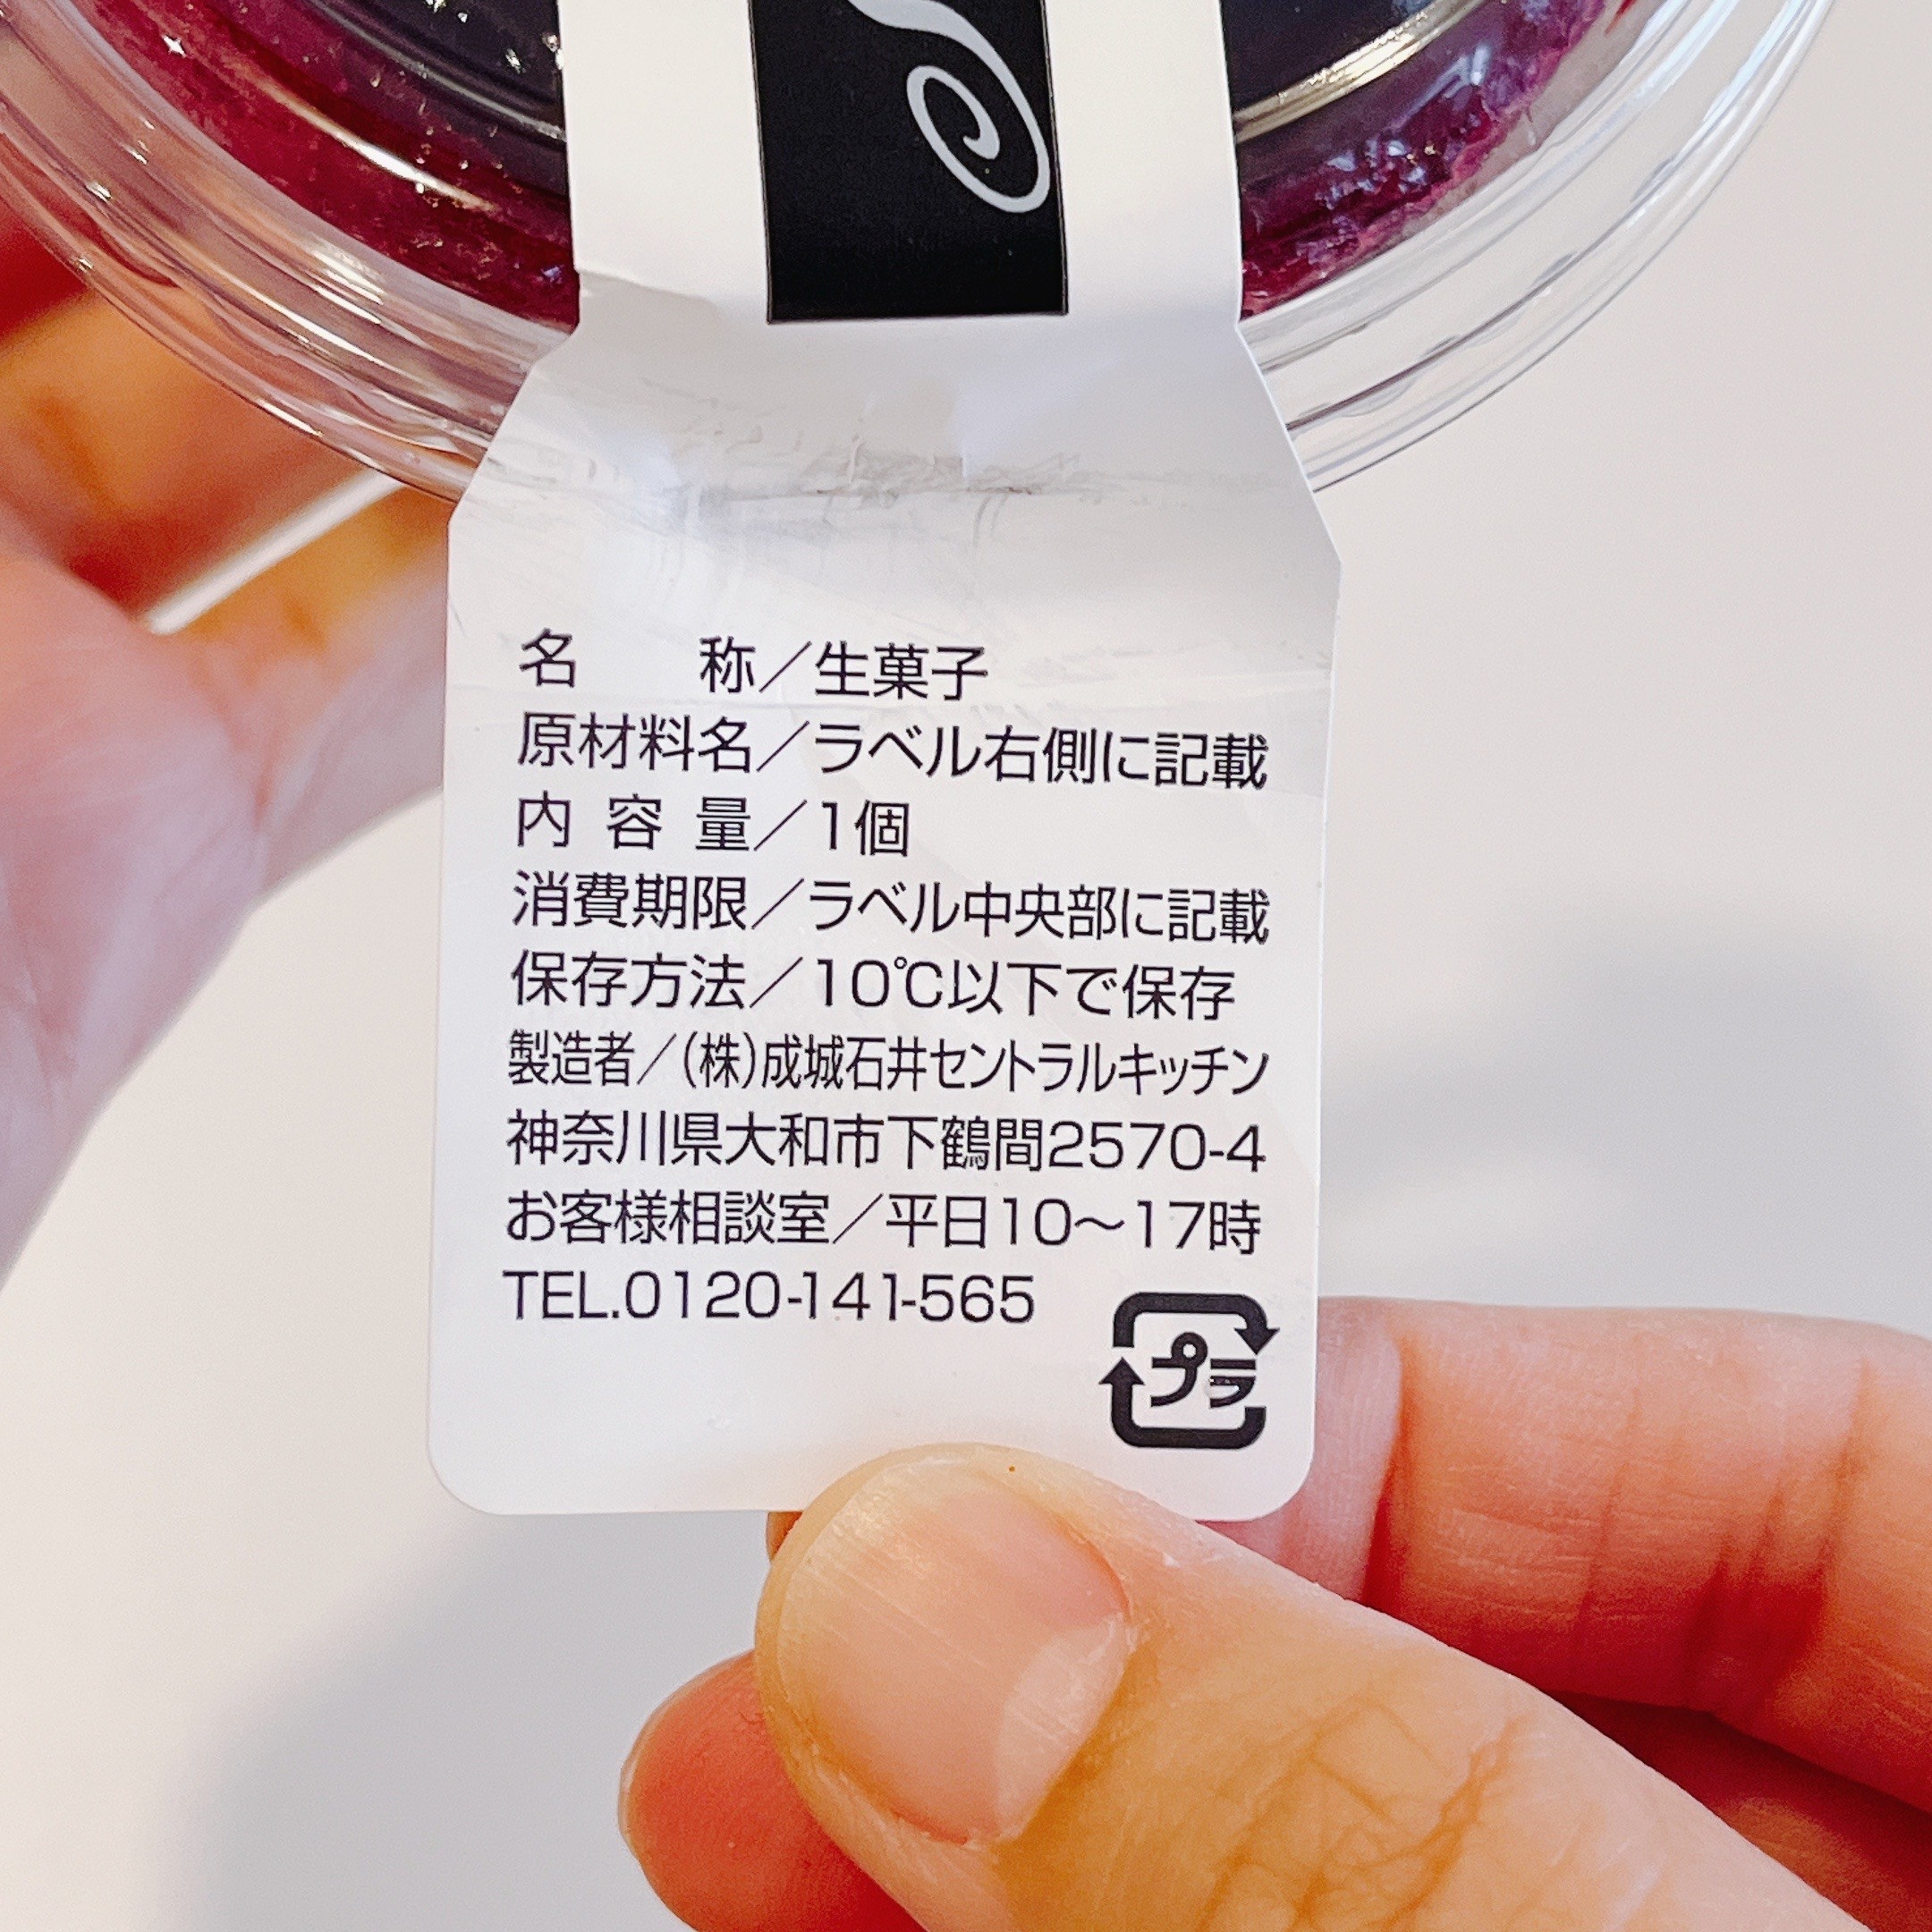 名 称／生菓子
原材料名／ラベル右側に記載
内容量／1個
消費期限／ラベル中央部に記載
保存方法／10℃以下で保存
製造者／(株)成城石井セントラルキッチン
神奈川県大和市下鶴間2570-4
お客様相談室／平日10～17時
TEL.0120-141-565
プラ